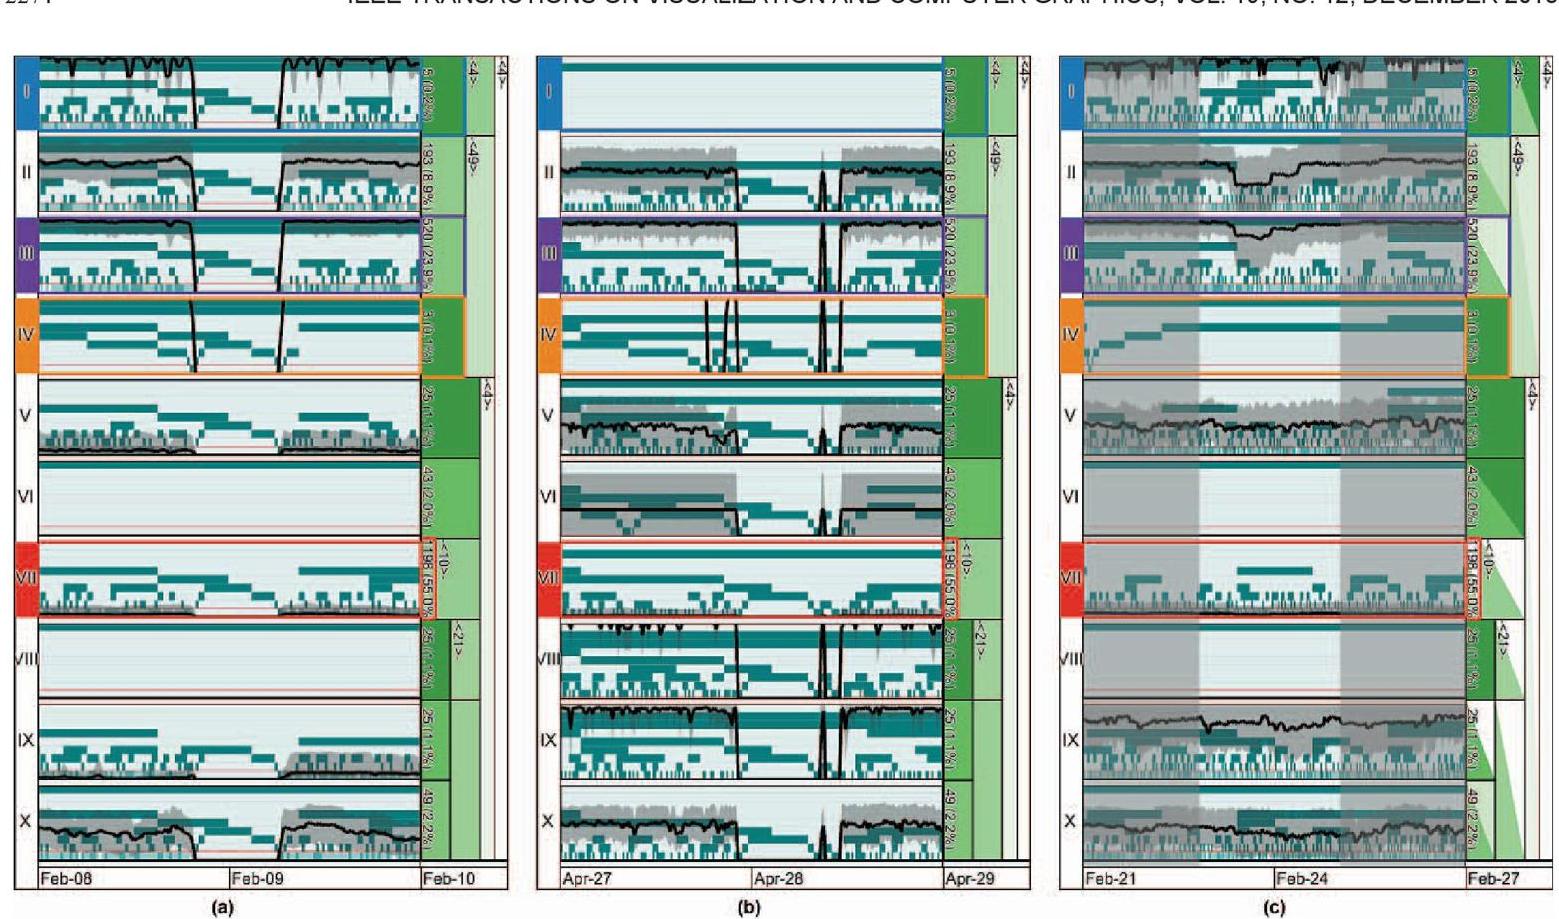 IEEE TRANSACTIONS ON VISUALIZATION AND COMPUTER GRAPHICS, VOL. 19, NO. 12, DECEMBER 2013
I
5 (0.2%)
<4>
<4>
II
193 (8.9%)
<49>
III
520 (23.9%)
IV
3 (0.1%)
V
25 (1.1%)
<4>
VI
43 (2.0%)
VII
1198 (55.0%
<10>
VIII
25 (1.1%)
<21>
IX
25 (1.1%)
X
49 (2.2%)
Feb-08
Feb-09
Feb-10
(a)
I
5 (0.2%)
<4>
<4>
II
193 (8.9%)
<49>
III
520 (23.9%)
IV
3 (0.1%)
V
25 (1.1%)
<4>
VI
43 (2.0%)
VII
1198 (55.0%
<10>
VIII
25 (1.1%)
<21>
IX
25 (1.1%)
X
49 (2.2%)
Apr-27
Apr-28
Apr-29
(b)
I
5 (0.2%)
<4>
<4>
II
193 (8.9%)
<49>
III
520 (23.9%)
IV
3 (0.1%)
V
25 (1.1%)
<4>
VI
43 (2.0%)
VII
1198 (55.0%
<10>
VIII
25 (1.1%)
<21>
IX
25 (1.1%)
X
49 (2.2%)
Feb-21
Feb-24
Feb-27
(c)